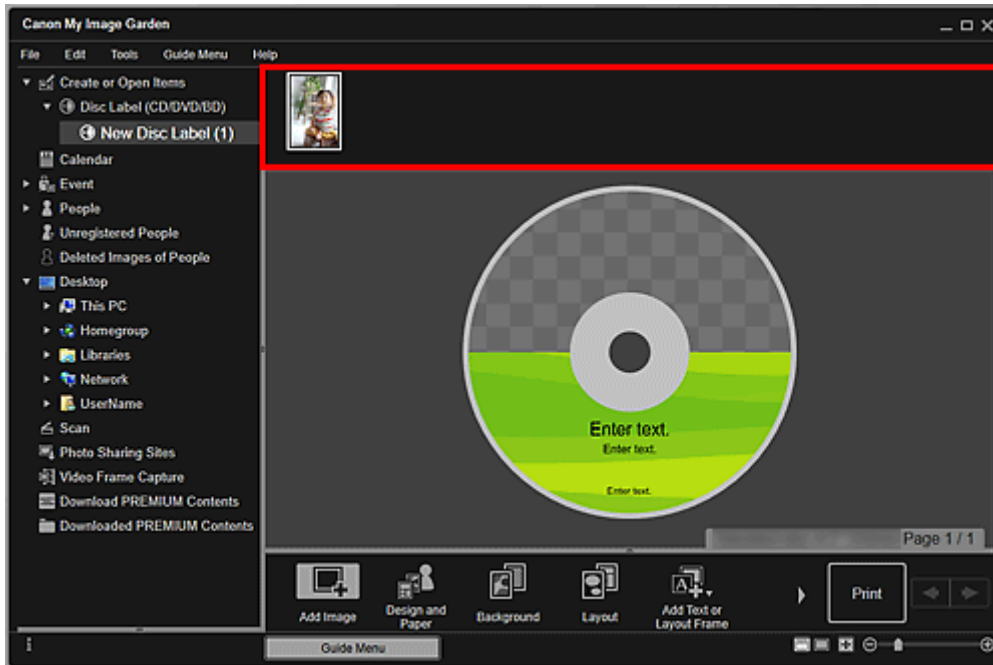 Canon My Image Garden
File Edit Tools Guide Menu Help
Create or Open Items
Disc Label (CD/DVD/BD)
New Disc Label (1)
Calendar
Event
People
Unregistered People
Deleted Images of People
Desktop
This PC
Homegroup
Libraries
Network
UserName
Scan
Photo Sharing Sites
Video Frame Capture
Download PREMIUM Contents
Downloaded PREMIUM Contents
Enter text.
Enter text.
Enter text.
Page 1 / 1
Add Image
Design and
Paper
Background
Layout
Add Text or
Layout Frame
Print
Guide Menu